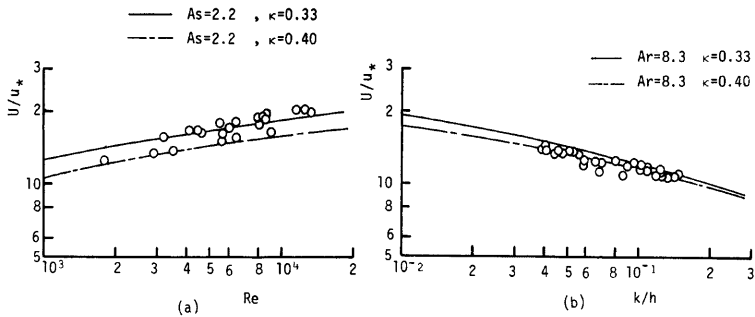 As=2.2 , κ=0.33
As=2.2 , κ=0.40
Ar=8.3 κ=0.33
Ar=8.3 κ=0.40
U/u*
3
2
10
8
6
5
10³ 2 3 4 5 6 8 10⁴ 2
Re
(a)
U/u*
3
2
10
8
6
5
10⁻² 2 3 4 5 6 8 10⁻¹ 2 3
k/h
(b)